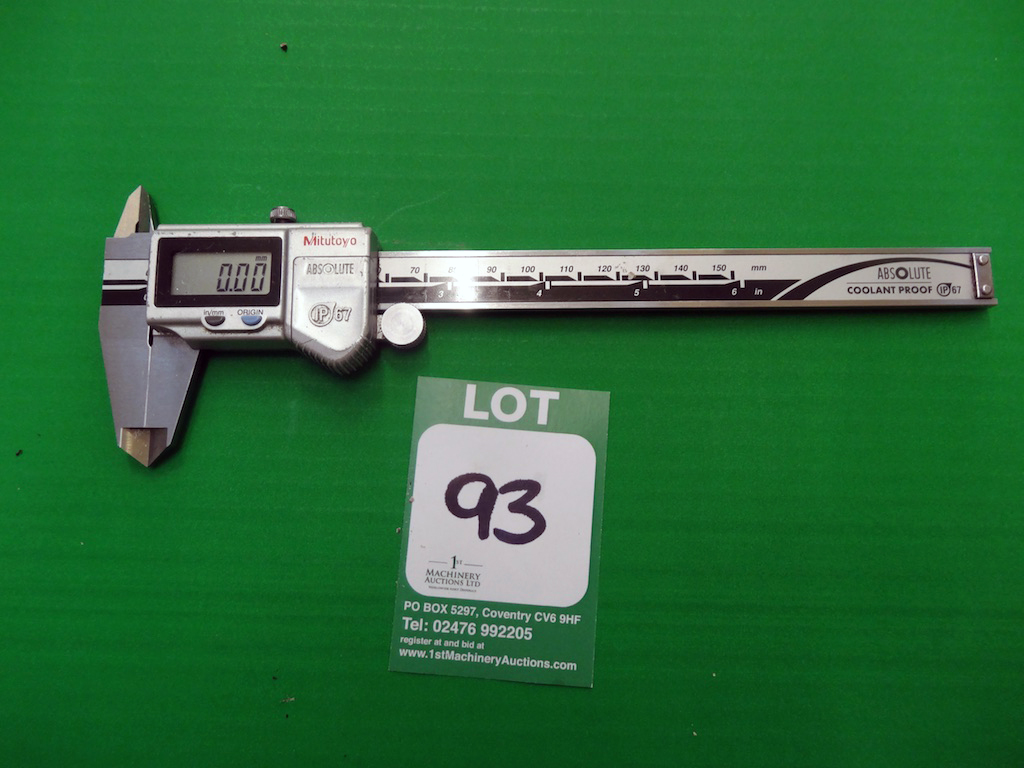 Mitutoyo
mm
0.00
ABSOLUTE
in/mm ORIGIN
IP 67
70 90 100 110 120 130 140 150 mm
3 4 5 6 in
ABSOLUTE
COOLANT PROOF IP 67
LOT
93
1ST
MACHINERY
AUCTIONS LTD
PO BOX 5297, Coventry CV6 9HF
Tel: 02476 992205
register at and bid at
www.1stMachineryAuctions.com